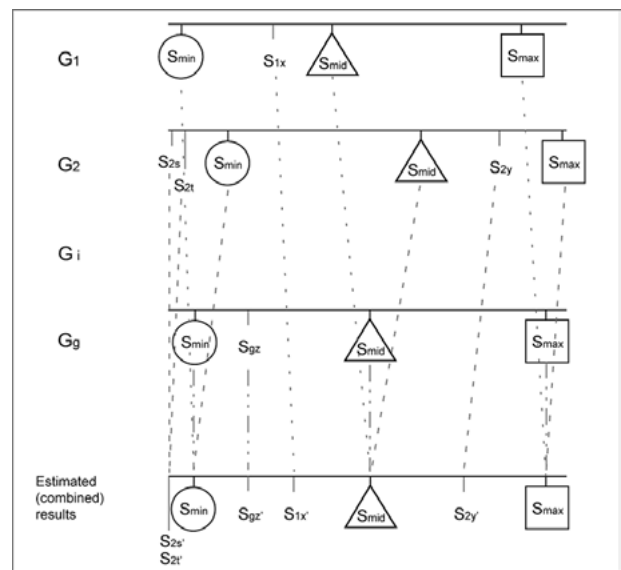 G1
Smin
S1x
Smid
Smax
G2
S2s'
S2t
Smin
Smid
S2y
Smax
G i
Gg
Smin
Sgz
Smid
Smax
Estimated
(combined)
results
Smin
Sgz'
S1x'
Smid
S2y'
Smax
S2s'
S2t'